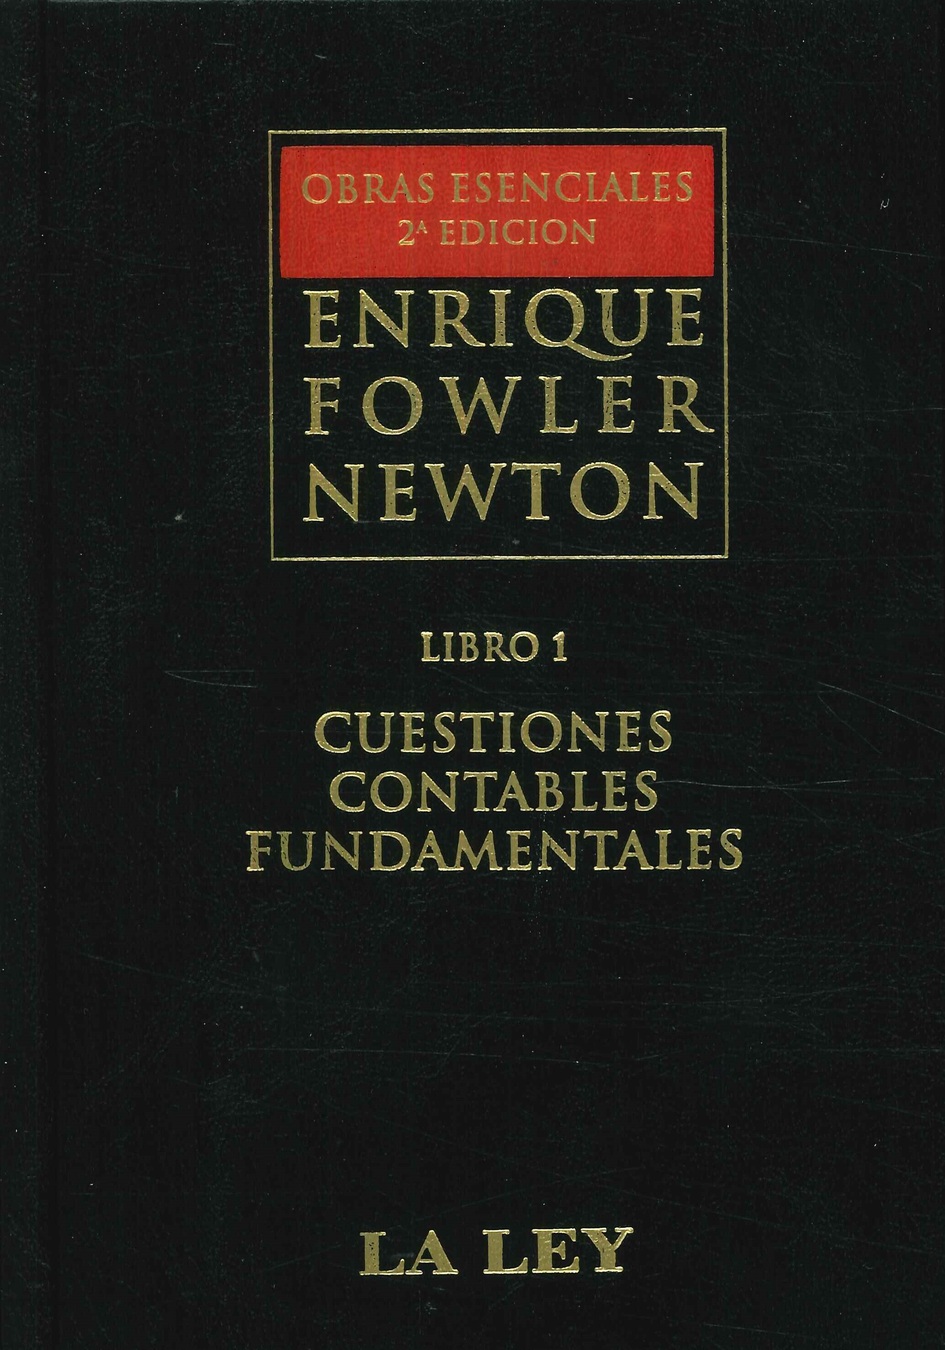 OBRAS ESENCIALES
2ᴬ EDICION
ENRIQUE
FOWLER
NEWTON
LIBRO 1
CUESTIONES
CONTABLES
FUNDAMENTALES
LA LEY